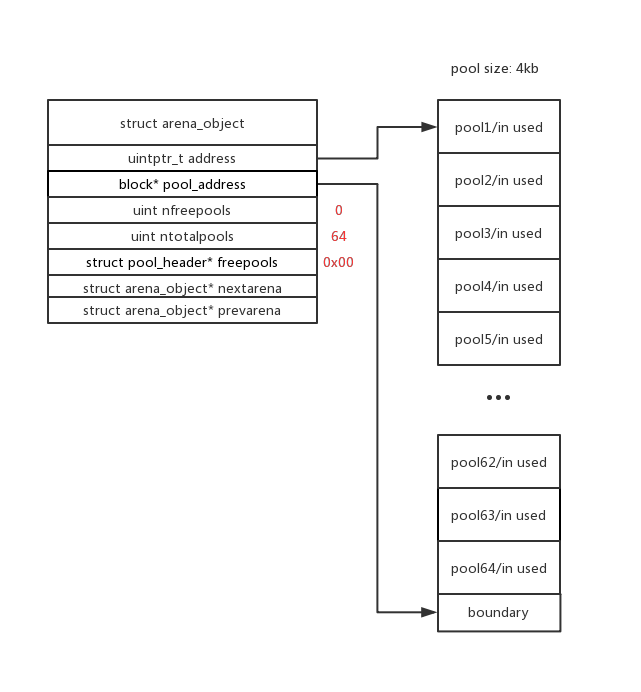 pool size: 4kb
struct arena_object
uintptr_t address
block* pool_address
uint nfreepools
0
uint ntotalpools
64
struct pool_header* freepools
0x00
struct arena_object* nextarena
struct arena_object* prevarena
pool1/in used
pool2/in used
pool3/in used
pool4/in used
pool5/in used
•••
pool62/in used
pool63/in used
pool64/in used
boundary